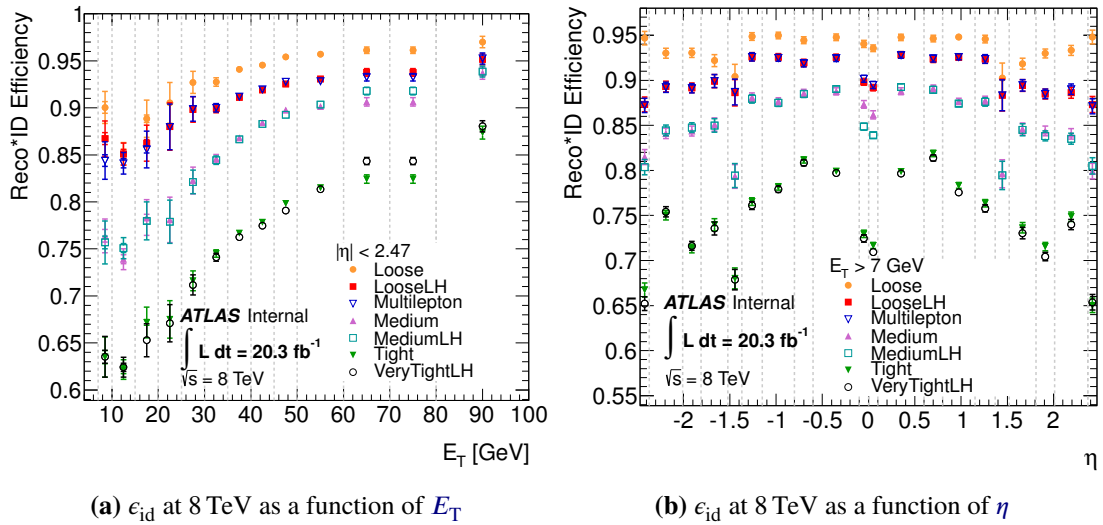 Reco*ID Efficiency
0.95
0.9
0.85
0.8
0.75
0.7
0.65
0.6
|η| < 2.47
Loose
LooseLH
Multilepton
Medium
MediumLH
Tight
VeryTightLH
ATLAS Internal
∫ L dt = 20.3 fb⁻¹
√s = 8 TeV
10 20 30 40 50 60 70 80 90 100
E_T [GeV]
(a) ϵ_id at 8 TeV as a function of E_T
Reco*ID Efficiency
0.95
0.9
0.85
0.8
0.75
0.7
0.65
0.6
0.55
E_T > 7 GeV
Loose
LooseLH
Multilepton
Medium
MediumLH
Tight
VeryTightLH
ATLAS Internal
∫ L dt = 20.3 fb⁻¹
√s = 8 TeV
-2 -1.5 -1 -0.5 0 0.5 1 1.5 2
η
(b) ϵ_id at 8 TeV as a function of η